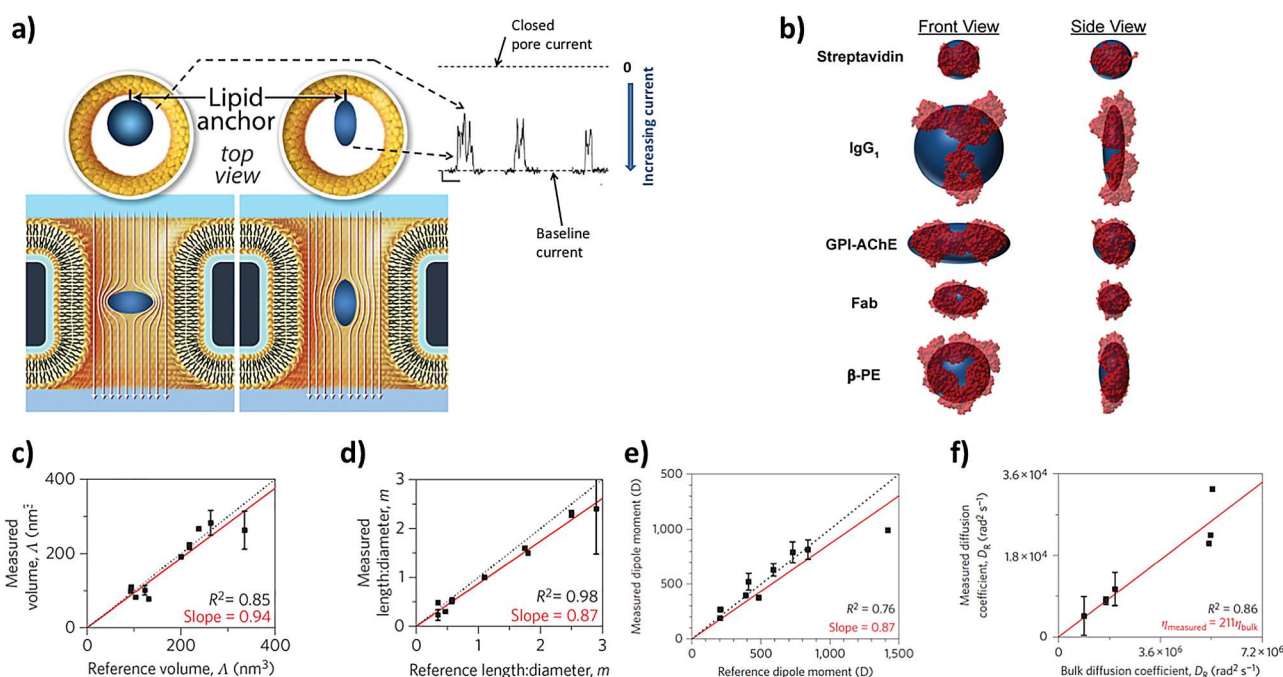 a)
Closed
pore current
0
Increasing current
Lipid
anchor
top
view
Baseline
current
b)
Front View Side View
Streptavidin
IgG₁
GPI-AChE
Fab
β-PE
c)
Measured
volume, Λ (nm³
400
200
0
0 200 400
R² = 0.85
Slope = 0.94
Reference volume, Λ (nm³)
d)
Measured
length:diameter, m
3
2
1
0
0 1 2 3
R² = 0.98
Slope = 0.87
Reference length:diameter, m
e)
Measured dipole moment (D)
500
1,000
500
0
0 500 1,000 1,500
R² = 0.76
Slope = 0.87
Reference dipole moment (D)
f)
Measured diffusion
coefficient, D_R (rad² s⁻¹)
3.6 × 10⁴
1.8 × 10⁴
0
0 3.6 × 10⁶ 7.2 × 10⁶
R² = 0.86
η_measured = 211η_bulk
Bulk diffusion coefficient, D_R (rad² s⁻¹)